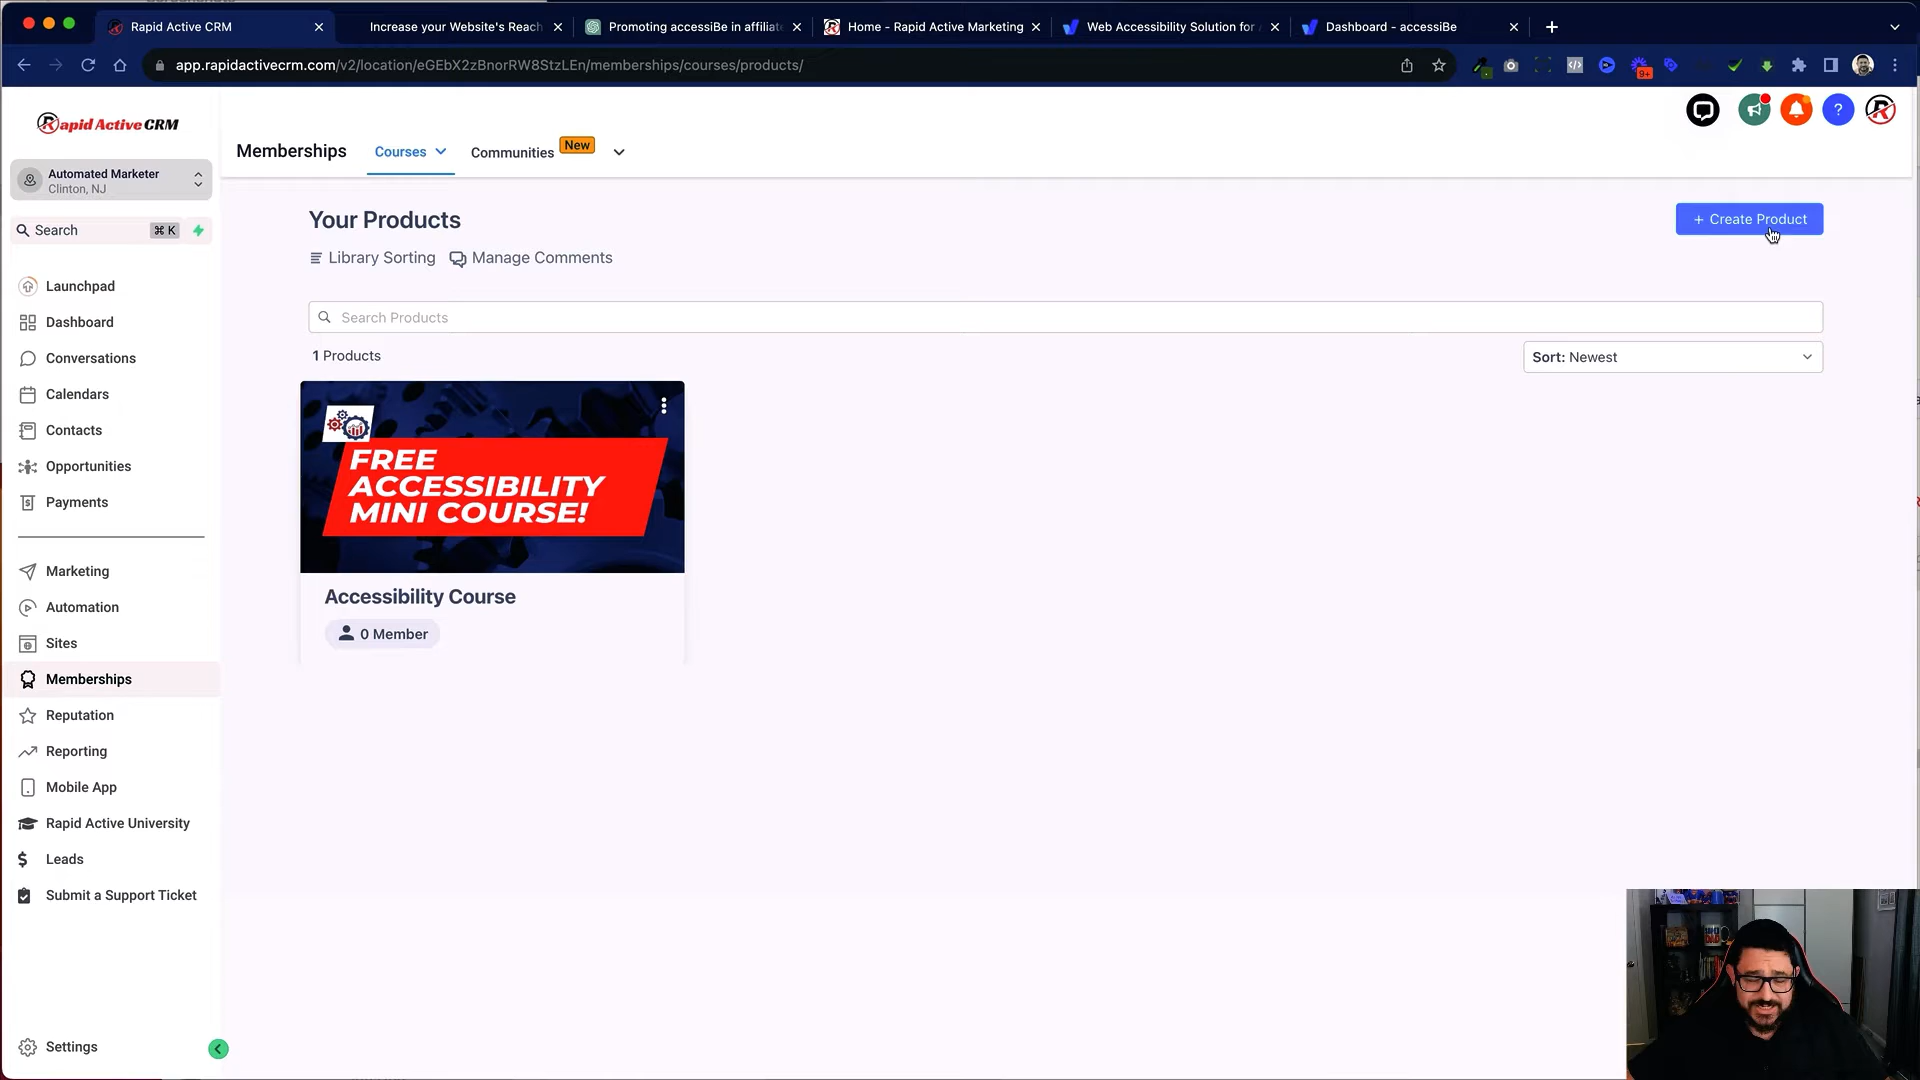 Rapid Active CRM
Increase your Website's Reach
Promoting accessiBe in affiliate
Home - Rapid Active Marketing
Web Accessibility Solution for
Dashboard - accessiBe
app.rapidactivecrm.com/v2/location/eGEbX2zBnorRW8StzLEn/memberships/courses/products/
9+
Rapid Active CRM
Automated Marketer
Clinton, NJ
Search
⌘ K
Launchpad
Dashboard
Conversations
Calendars
Contacts
Opportunities
Payments
Marketing
Automation
Sites
Memberships
Reputation
Reporting
Mobile App
Rapid Active University
Leads
Submit a Support Ticket
Settings
Memberships
Courses
Communities
New
Your Products
+ Create Product
Library Sorting
Manage Comments
Search Products
1 Products
Sort: Newest
FREE
ACCESSIBILITY
MINI COURSE!
Accessibility Course
0 Member